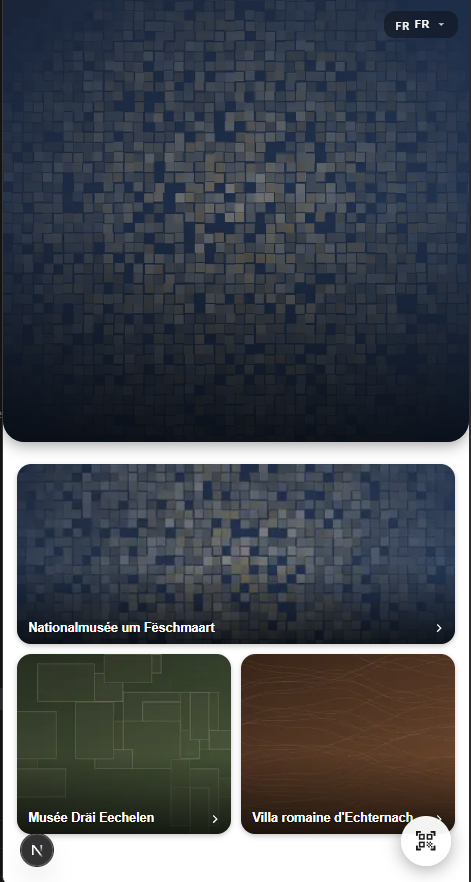 FR FR
Nationalmusée um Fëschmaart
Musée Dräi Eechelen
Villa romaine d'Echternach
N